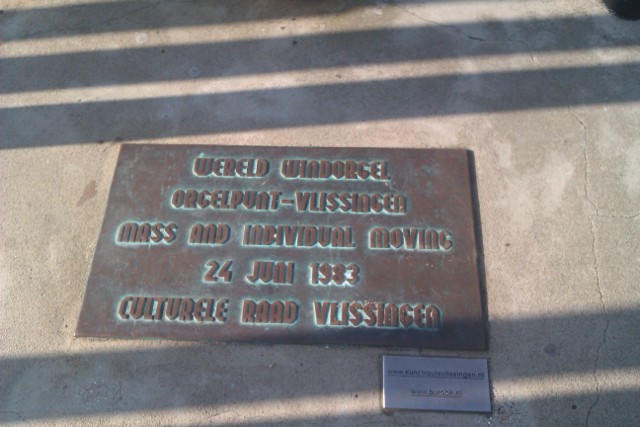 WERELD WINDORGEL
ORGELPUNT-VLISSINGEN
MASS AND INDIVIDUAL MOVING
24 JUNI 1983
CULTURELE RAAD VLISSINGEN